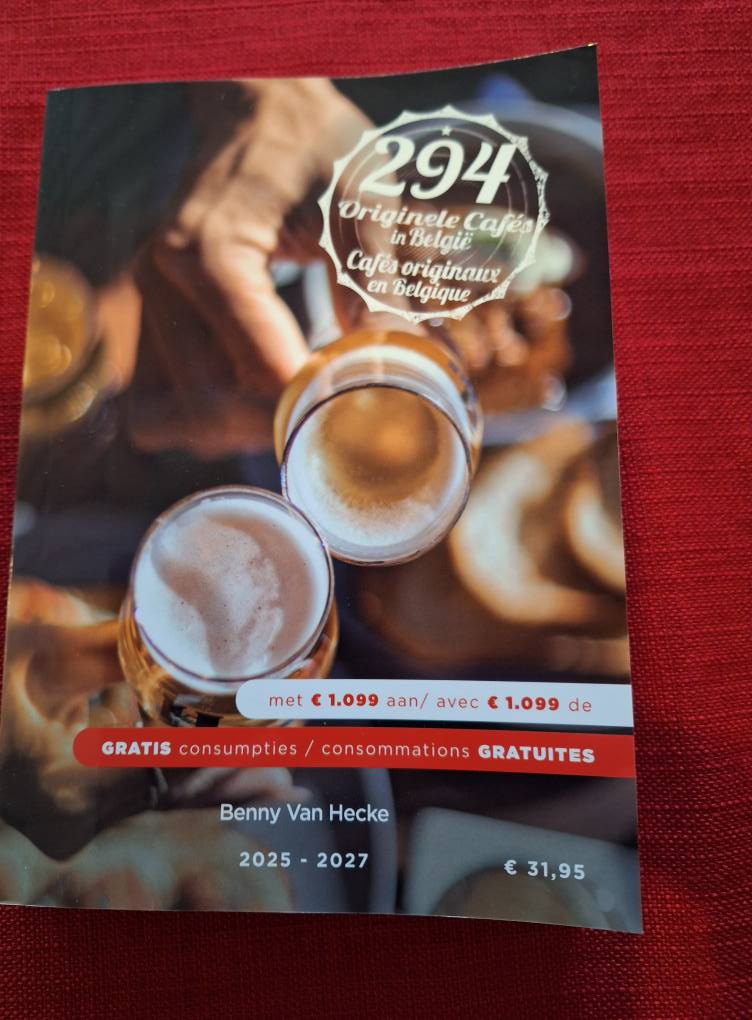 294
Originele Cafés
in België
Cafés originaux
en Belgique
met € 1.099 aan/ avec € 1.099 de
GRATIS consumpties / consommations GRATUITES
Benny Van Hecke
2025 - 2027
€ 31,95